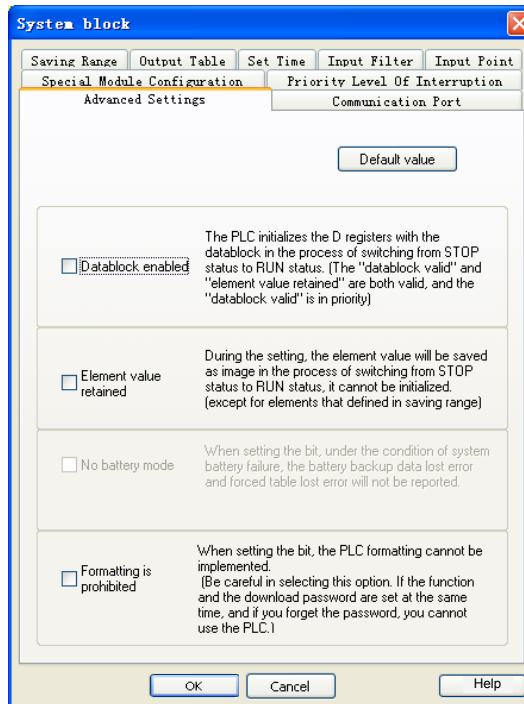 System block
Saving Range Output Table Set Time Input Filter Input Point
Special Module Configuration Priority Level Of Interruption
Advanced Settings Communication Port
Default value
Datablock enabled
The PLC initializes the D registers with the
datablock in the process of switching from STOP
status to RUN status. (The "datablock valid" and
"element value retained" are both valid, and the
"datablock valid" is in priority)
Element value
retained
During the setting, the element value will be saved
as image in the process of switching from STOP
status to RUN status, it cannot be initialized.
(except for elements that defined in saving range)
No battery mode
When setting the bit, under the condition of system
battery failure, the battery backup data lost error
and forced table lost error will not be reported.
Formatting is
prohibited
When setting the bit, the PLC formatting cannot be
implemented.
(Be careful in selecting this option. If the function
and the download password are set at the same
time, and if you forget the password, you cannot
use the PLC.)
OK Cancel Help